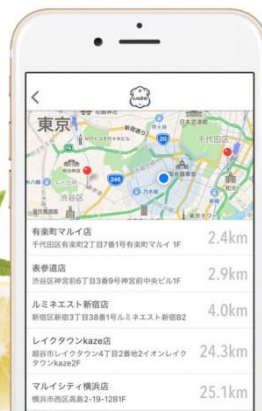 東京
千代田区
渋谷区
20
246
有楽町マルイ店
千代田区有楽町2丁目7番1号有楽町マルイ 1F
2.4km
表参道店
渋谷区神宮前6丁目3番9号神宮前中央ビル1F
2.9km
ルミネエスト新宿店
新宿区新宿3丁目38番1号ルミネエスト新宿B2
4.0km
レイクタウンkaze店
越谷市レイクタウン4丁目2番地2イオンレイク
タウンkaze2F
24.3km
マルイシティ横浜店
横浜市西区高島2-19-12B1F
25.1km